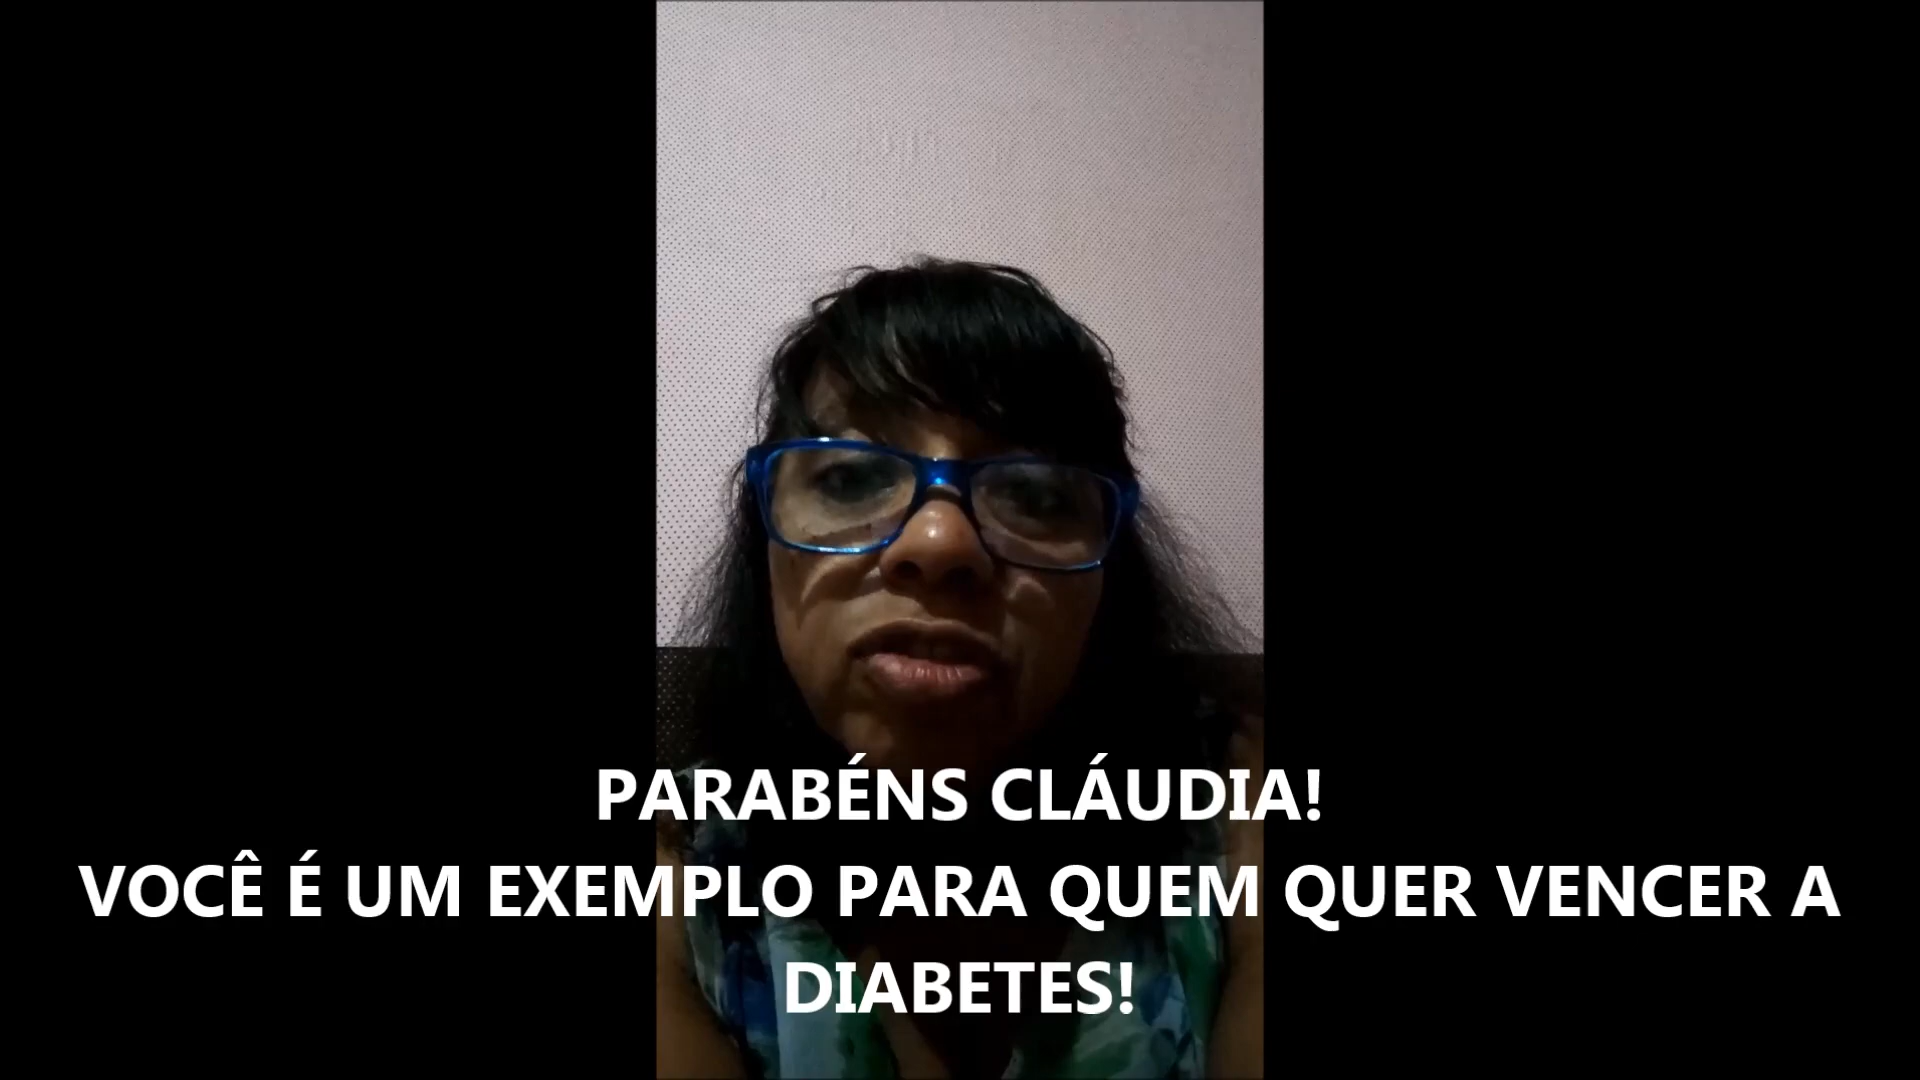 PARABÉNS CLÁUDIA!
VOCÊ É UM EXEMPLO PARA QUEM QUER VENCER A
DIABETES!